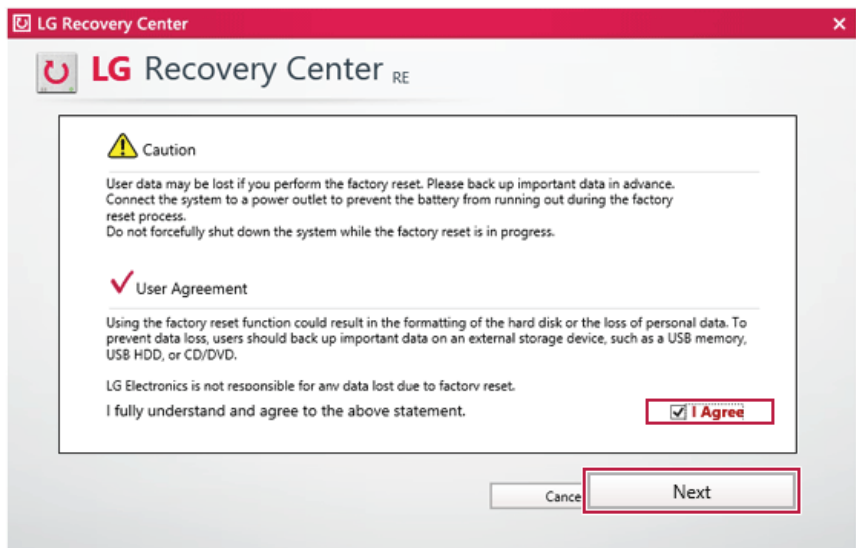 LG Recovery Center
LG Recovery Center RE
Caution
User data may be lost if you perform the factory reset. Please back up important data in advance.
Connect the system to a power outlet to prevent the battery from running out during the factory
reset process.
Do not forcefully shut down the system while the factory reset is in progress.
User Agreement
Using the factory reset function could result in the formatting of the hard disk or the loss of personal data. To
prevent data loss, users should back up important data on an external storage device, such as a USB memory,
USB HDD, or CD/DVD.
LG Electronics is not responsible for any data lost due to factory reset.
I fully understand and agree to the above statement.
I Agree
Cance
Next